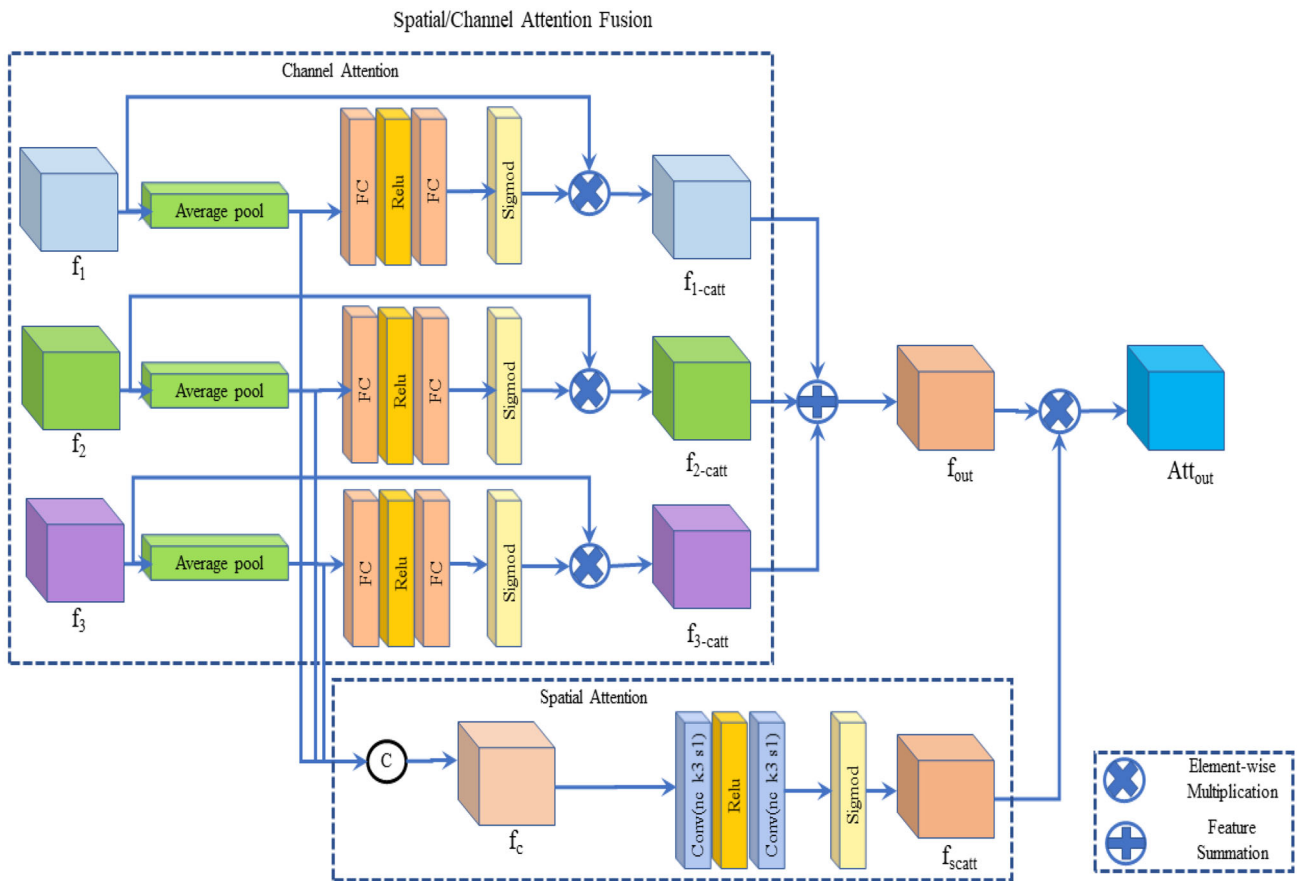 Spatial/Channel Attention Fusion
Channel Attention
Average pool
FC
Relu
FC
Sigmod
f1
f1-catt
Average pool
FC
Relu
FC
Sigmod
f2
f2-catt
fout
Attout
Average pool
FC
Relu
FC
Sigmod
f3
f3-catt
Spatial Attention
C
fc
Conv(nc k3 s1)
Relu
Conv(nc k3 s1)
Sigmod
fscatt
Element-wise
Multiplication
Feature
Summation